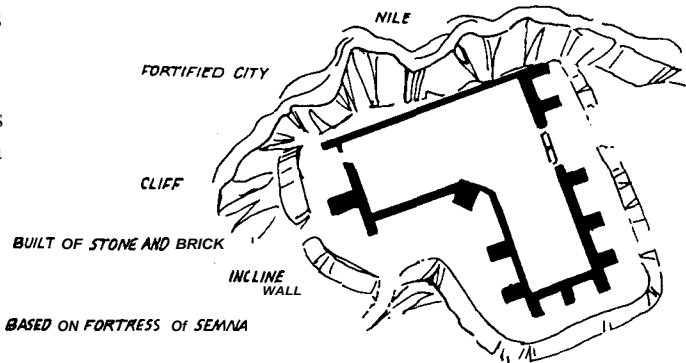 NILE
FORTIFIED CITY
CLIFF
BUILT OF STONE AND BRICK
INCLINE
WALL
BASED ON FORTRESS Of SEMNA